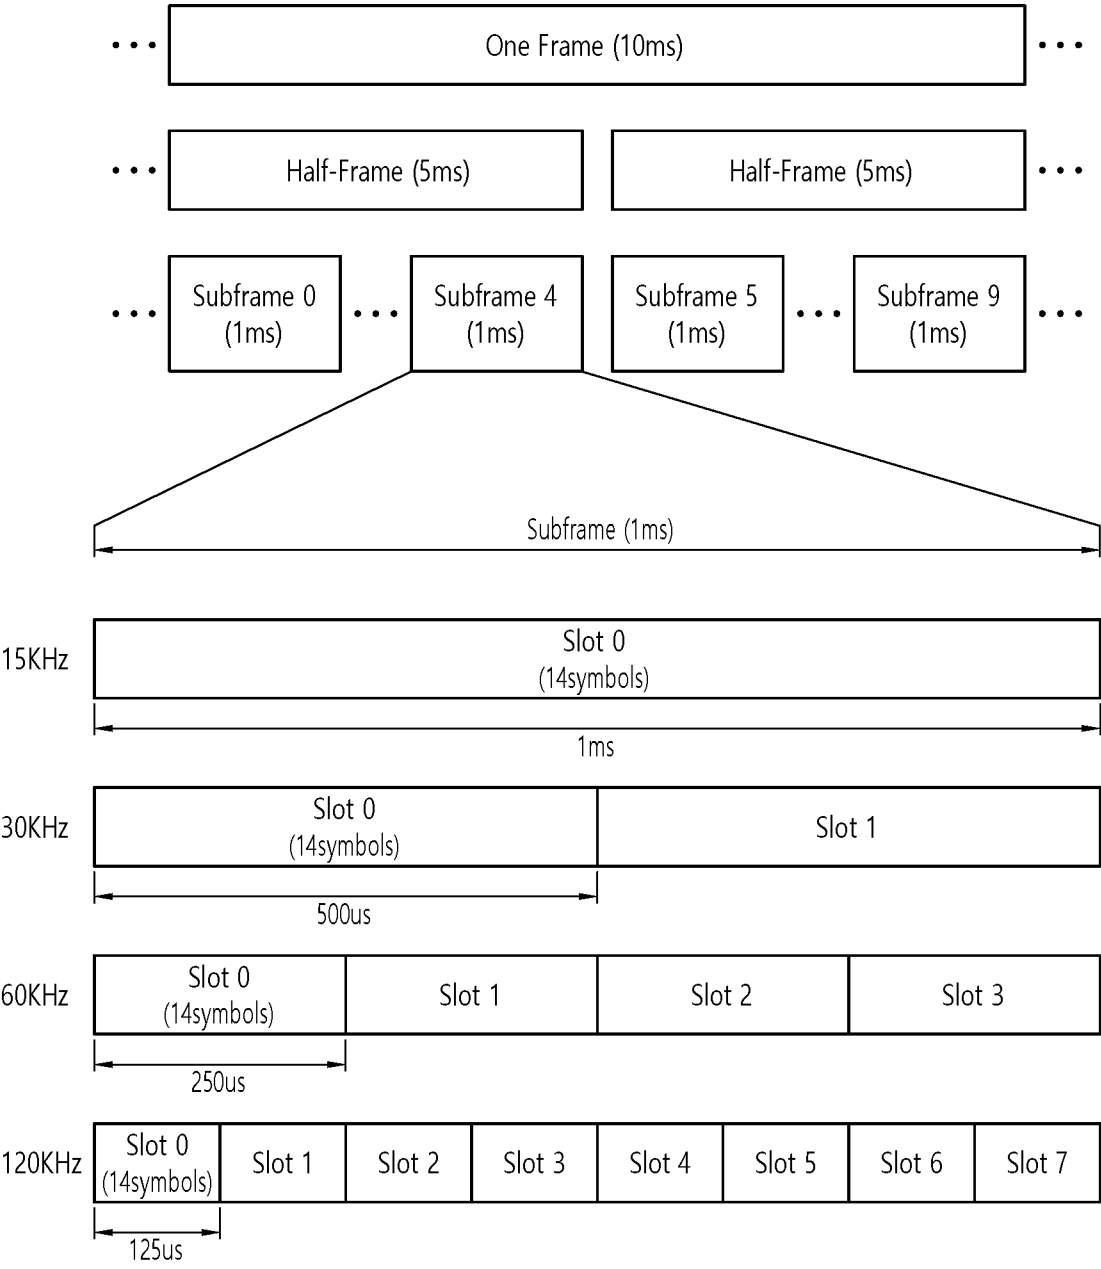 One Frame (10ms)
Half-Frame (5ms)
Half-Frame (5ms)
Subframe 0
(1ms)
Subframe 4
(1ms)
Subframe 5
(1ms)
Subframe 9
(1ms)
Subframe (1ms)
15KHz
Slot 0
(14symbols)
1ms
30KHz
Slot 0
(14symbols)
Slot 1
500us
60KHz
Slot 0
(14symbols)
Slot 1
Slot 2
Slot 3
250us
120KHz
Slot 0
(14symbols)
Slot 1
Slot 2
Slot 3
Slot 4
Slot 5
Slot 6
Slot 7
125us